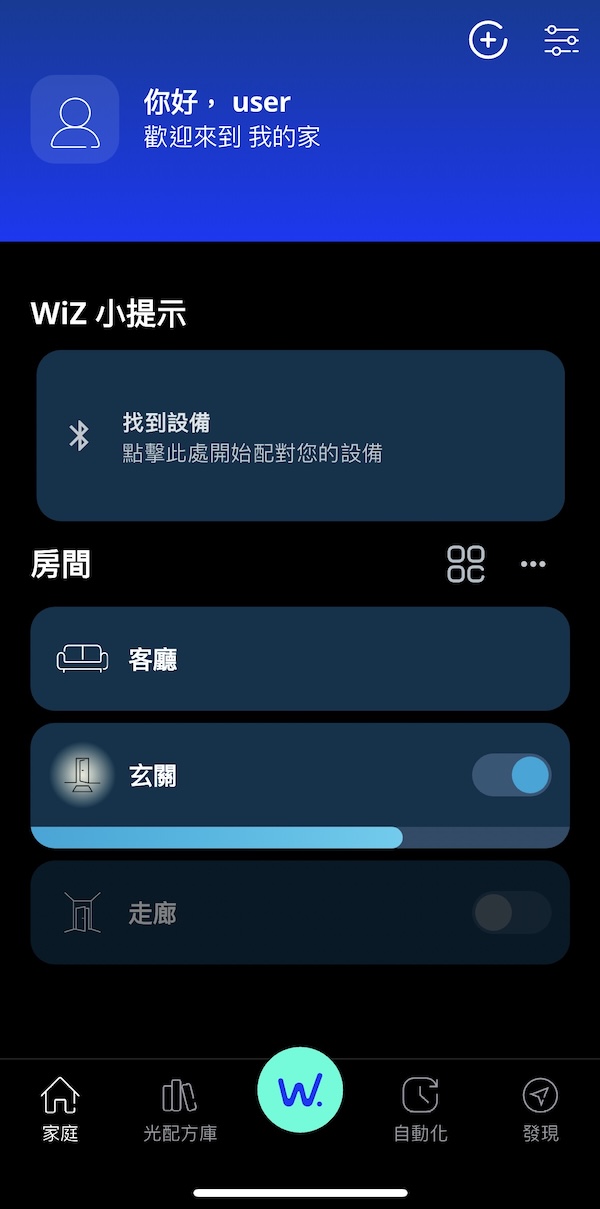 你好， user
歡迎來到 我的家
WiZ 小提示
找到設備
點擊此處開始配對您的設備
房間
客廳
玄關
走廊
W.
家庭
光配方庫
自動化
發現